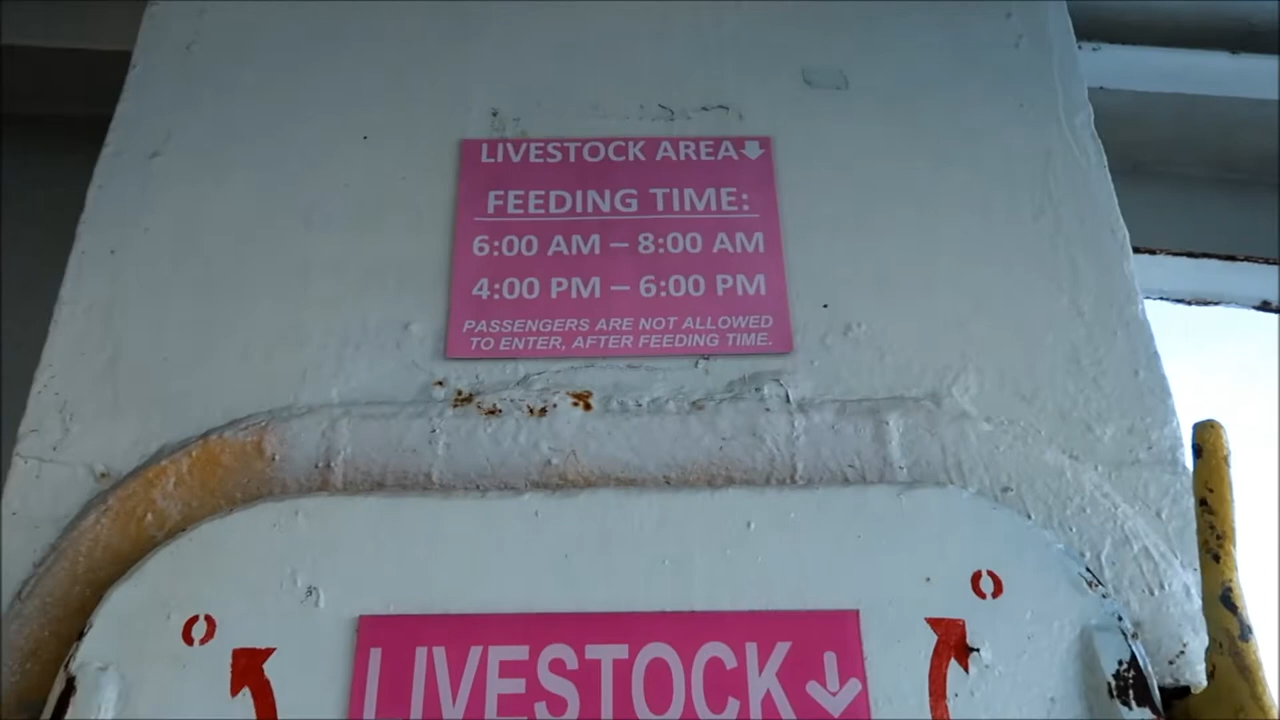 LIVESTOCK AREA⬇
FEEDING TIME:
6:00 AM – 8:00 AM
4:00 PM – 6:00 PM
PASSENGERS ARE NOT ALLOWED
TO ENTER, AFTER FEEDING TIME.
O O
LIVESTOCK↓